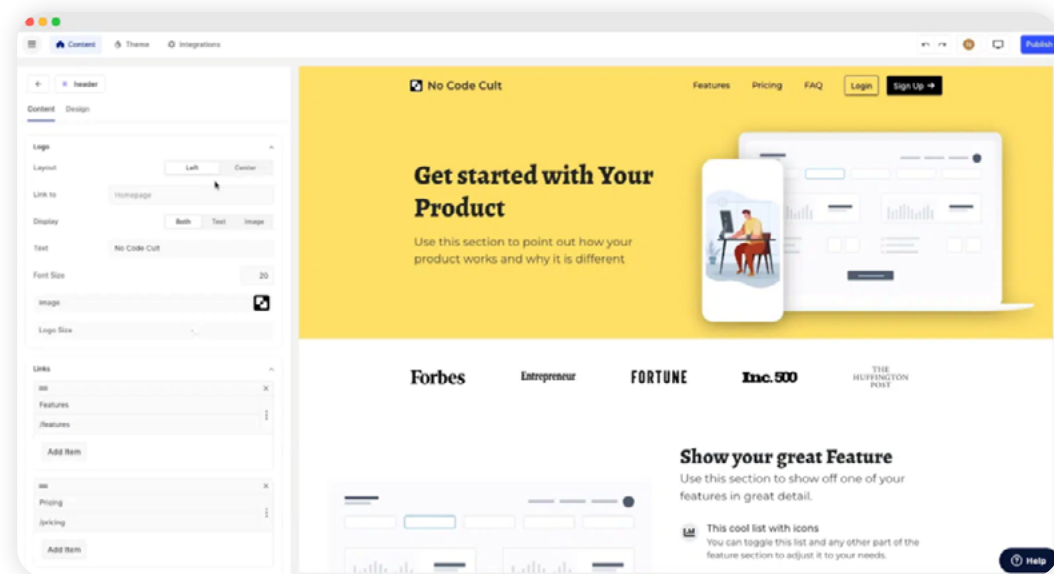 Content
Theme
Integrations
Publish
header
Content
Design
Logo
Layout
Left
Center
Link to
Homepage
Display
Both
Text
Image
Text
No Code Cult
Font Size
20
Image
Logo Size
Links
Features
/features
Add Item
Pricing
/pricing
Add Item
No Code Cult
Features
Pricing
FAQ
Login
Sign Up →
Get started with Your
Product
Use this section to point out how your
product works and why it is different
Forbes
Entrepreneur
FORTUNE
Inc. 500
THE
HUFFINGTON
POST
Show your great Feature
Use this section to show off one of your
features in great detail.
This cool list with icons
You can toggle this list and any other part of the
feature section to adjust it to your needs.
Help